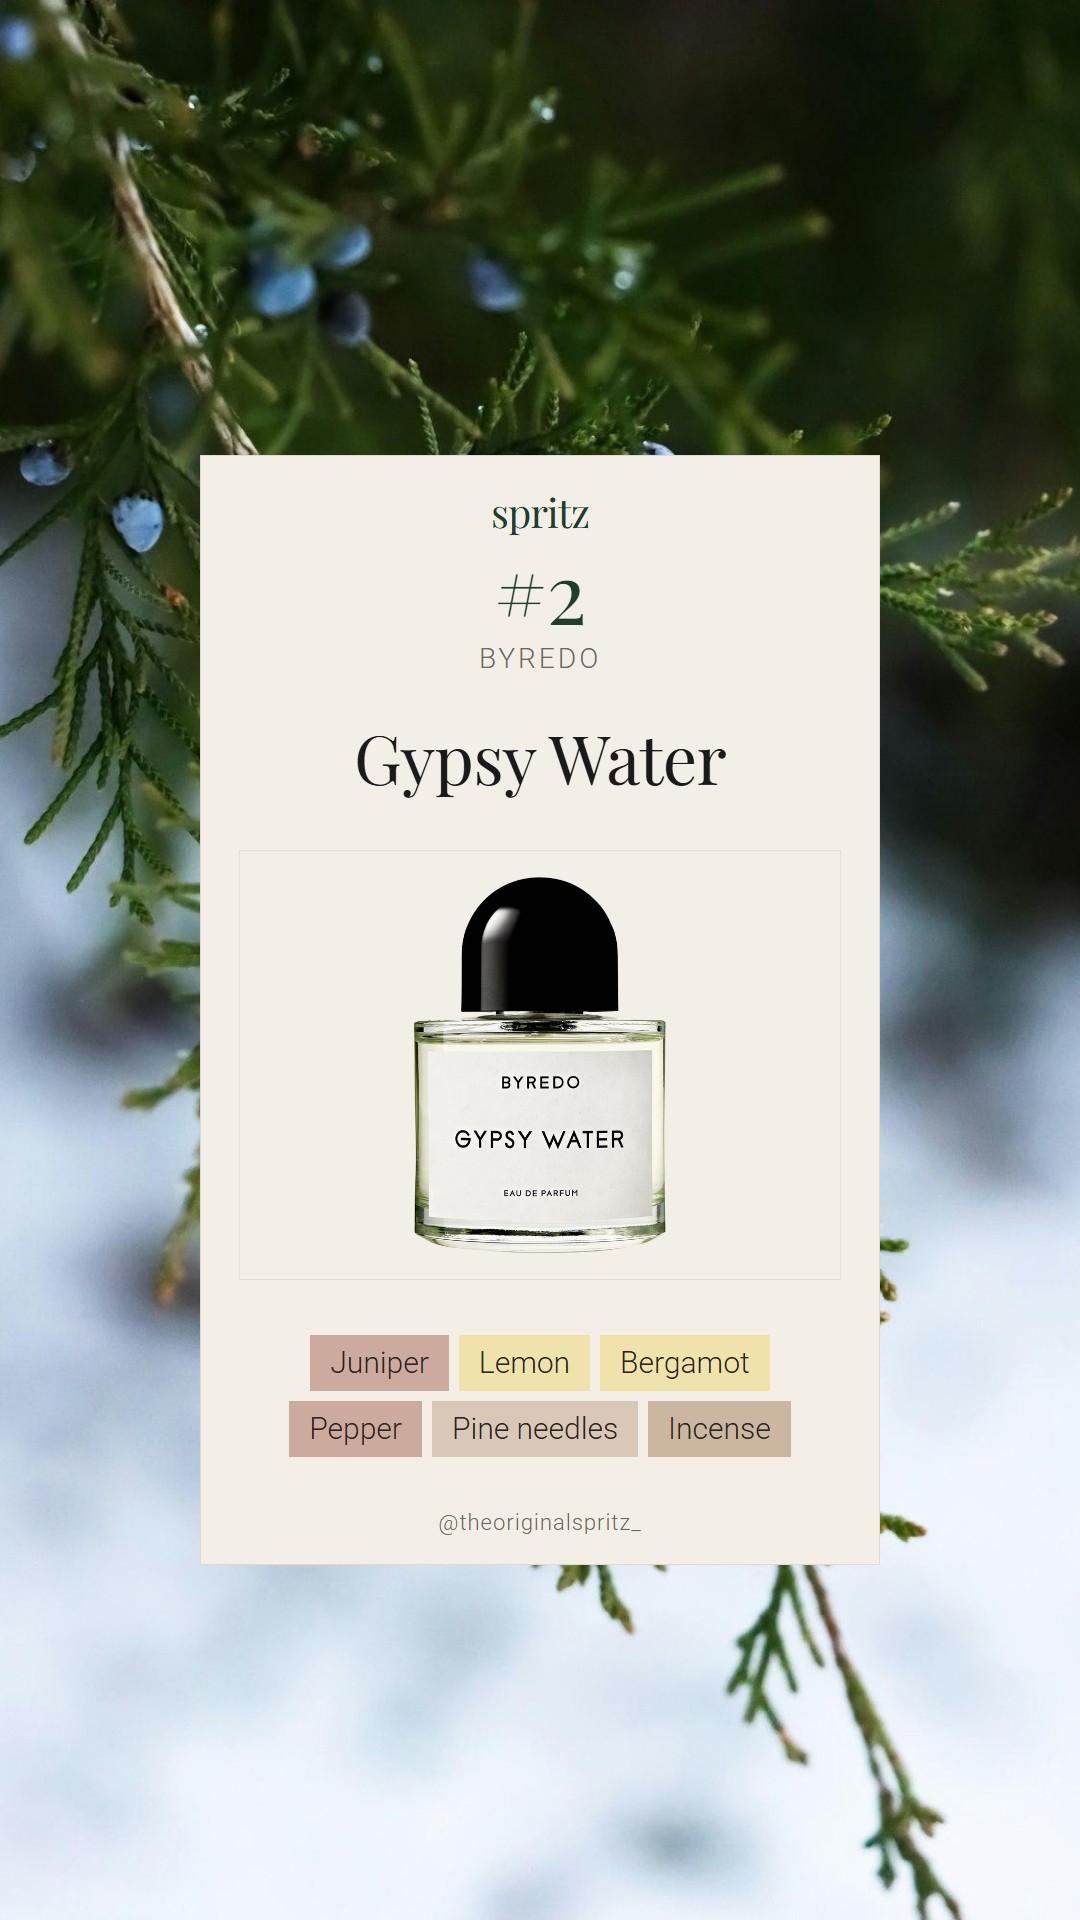 spritz
#2
BYREDO
Gypsy Water
BYREDO
GYPSY WATER
EAU DE PARFUM
Juniper Lemon Bergamot
Pepper Pine needles Incense
@theoriginalspritz_